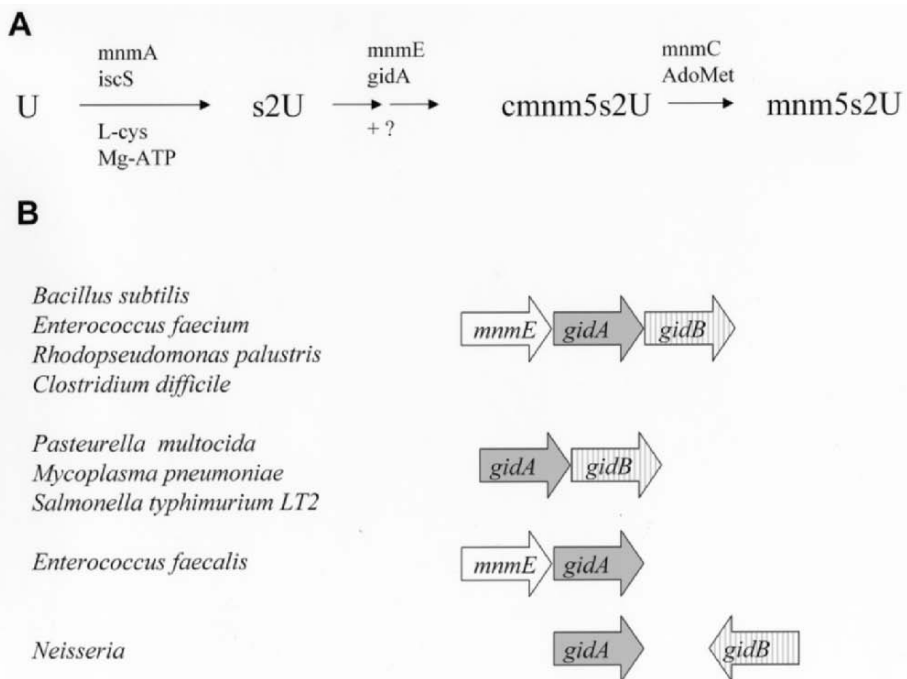 A
mnmA
iscS
mnmE
gidA
mnmC
AdoMet
U
s2U
cmnm5s2U
mnm5s2U
L-cys
Mg-ATP
+ ?
B
Bacillus subtilis
Enterococcus faecium
Rhodopseudomonas palustris
Clostridium difficile
mnmE gidA gidB
Pasteurella multocida
Mycoplasma pneumoniae
Salmonella typhimurium LT2
gidA gidB
Enterococcus faecalis
mnmE gidA
Neisseria
gidA gidB